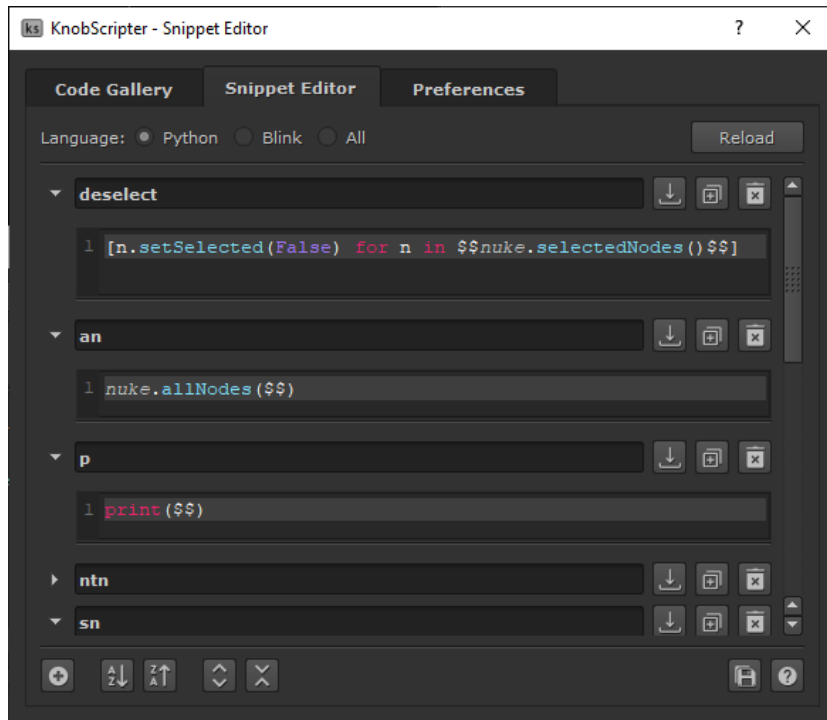 ks KnobScripter - Snippet Editor ?
Code Gallery Snippet Editor Preferences
Language: Python Blink All Reload
deselect
1 [n.setSelected(False) for n in $$nuke.selectedNodes()$$]
an
1 nuke.allNodes($$)
p
1 print($$)
ntn
sn
A Z Z A ?